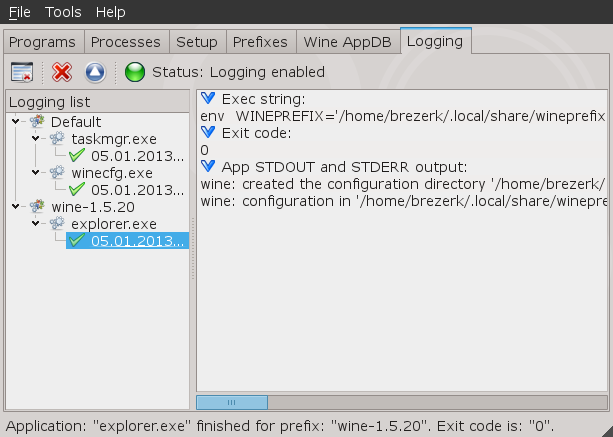 File Tools Help
Programs Processes Setup Prefixes Wine AppDB Logging
Status: Logging enabled
Logging list
Default
taskmgr.exe
05.01.2013...
winecfg.exe
05.01.2013...
wine-1.5.20
explorer.exe
05.01.2013...
Exec string:
env WINEPREFIX='/home/brezerk/.local/share/wineprefix
Exit code:
0
App STDOUT and STDERR output:
wine: created the configuration directory '/home/brezerk/
wine: configuration in '/home/brezerk/.local/share/winepre
Application: "explorer.exe" finished for prefix: "wine-1.5.20". Exit code is: "0".